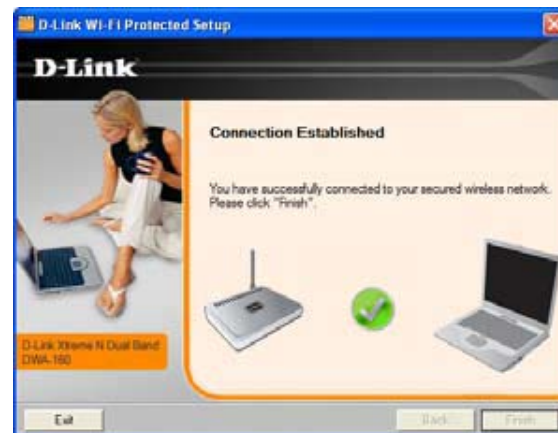 D-Link Wi-Fi Protected Setup
D-Link
Connection Established
You have successfully connected to your secured wireless network.
Please click "Finish".
D-Link Xtreme N Dual Band
DWA-160
Exit
Back
Finish